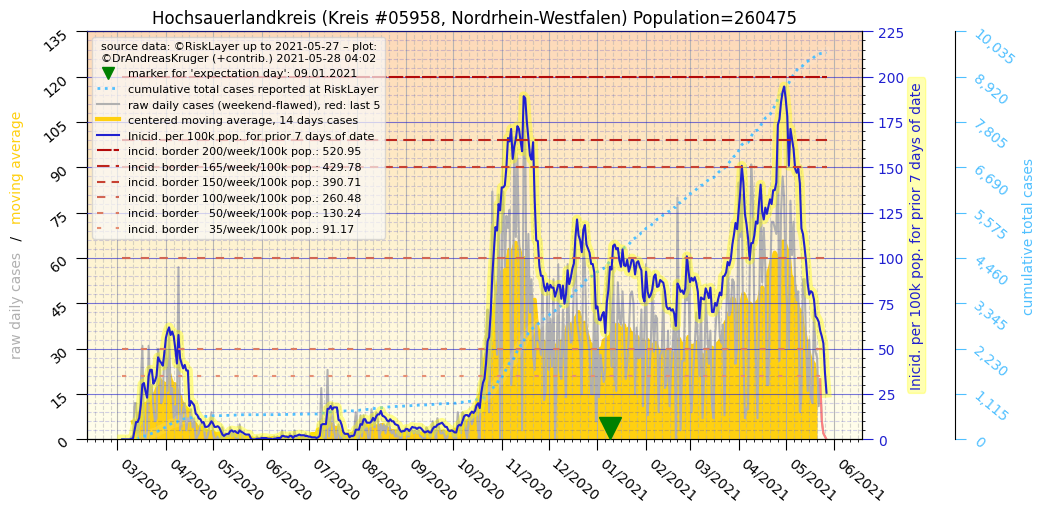 Hochsauerlandkreis (Kreis #05958, Nordrhein-Westfalen) Population=260475
source data: ©RiskLayer up to 2021-05-27 – plot:
©DrAndreasKruger (+contrib.) 2021-05-28 04:02
marker for 'expectation day': 09.01.2021
cumulative total cases reported at RiskLayer
raw daily cases (weekend-flawed), red: last 5
centered moving average, 14 days cases
Inicid. per 100k pop. for prior 7 days of date
incid. border 200/week/100k pop.: 520.95
incid. border 165/week/100k pop.: 429.78
incid. border 150/week/100k pop.: 390.71
incid. border 100/week/100k pop.: 260.48
incid. border 50/week/100k pop.: 130.24
incid. border 35/week/100k pop.: 91.17
raw daily cases / moving average
135
120
105
90
75
60
45
30
15
0
225
200
175
150
125
100
75
50
25
0
Inicid. per 100k pop. for prior 7 days of date
10,035
8,920
7,805
6,690
5,575
4,460
3,345
2,230
1,115
0
cumulative total cases
03/2020
04/2020
05/2020
06/2020
07/2020
08/2020
09/2020
10/2020
11/2020
12/2020
01/2021
02/2021
03/2021
04/2021
05/2021
06/2021